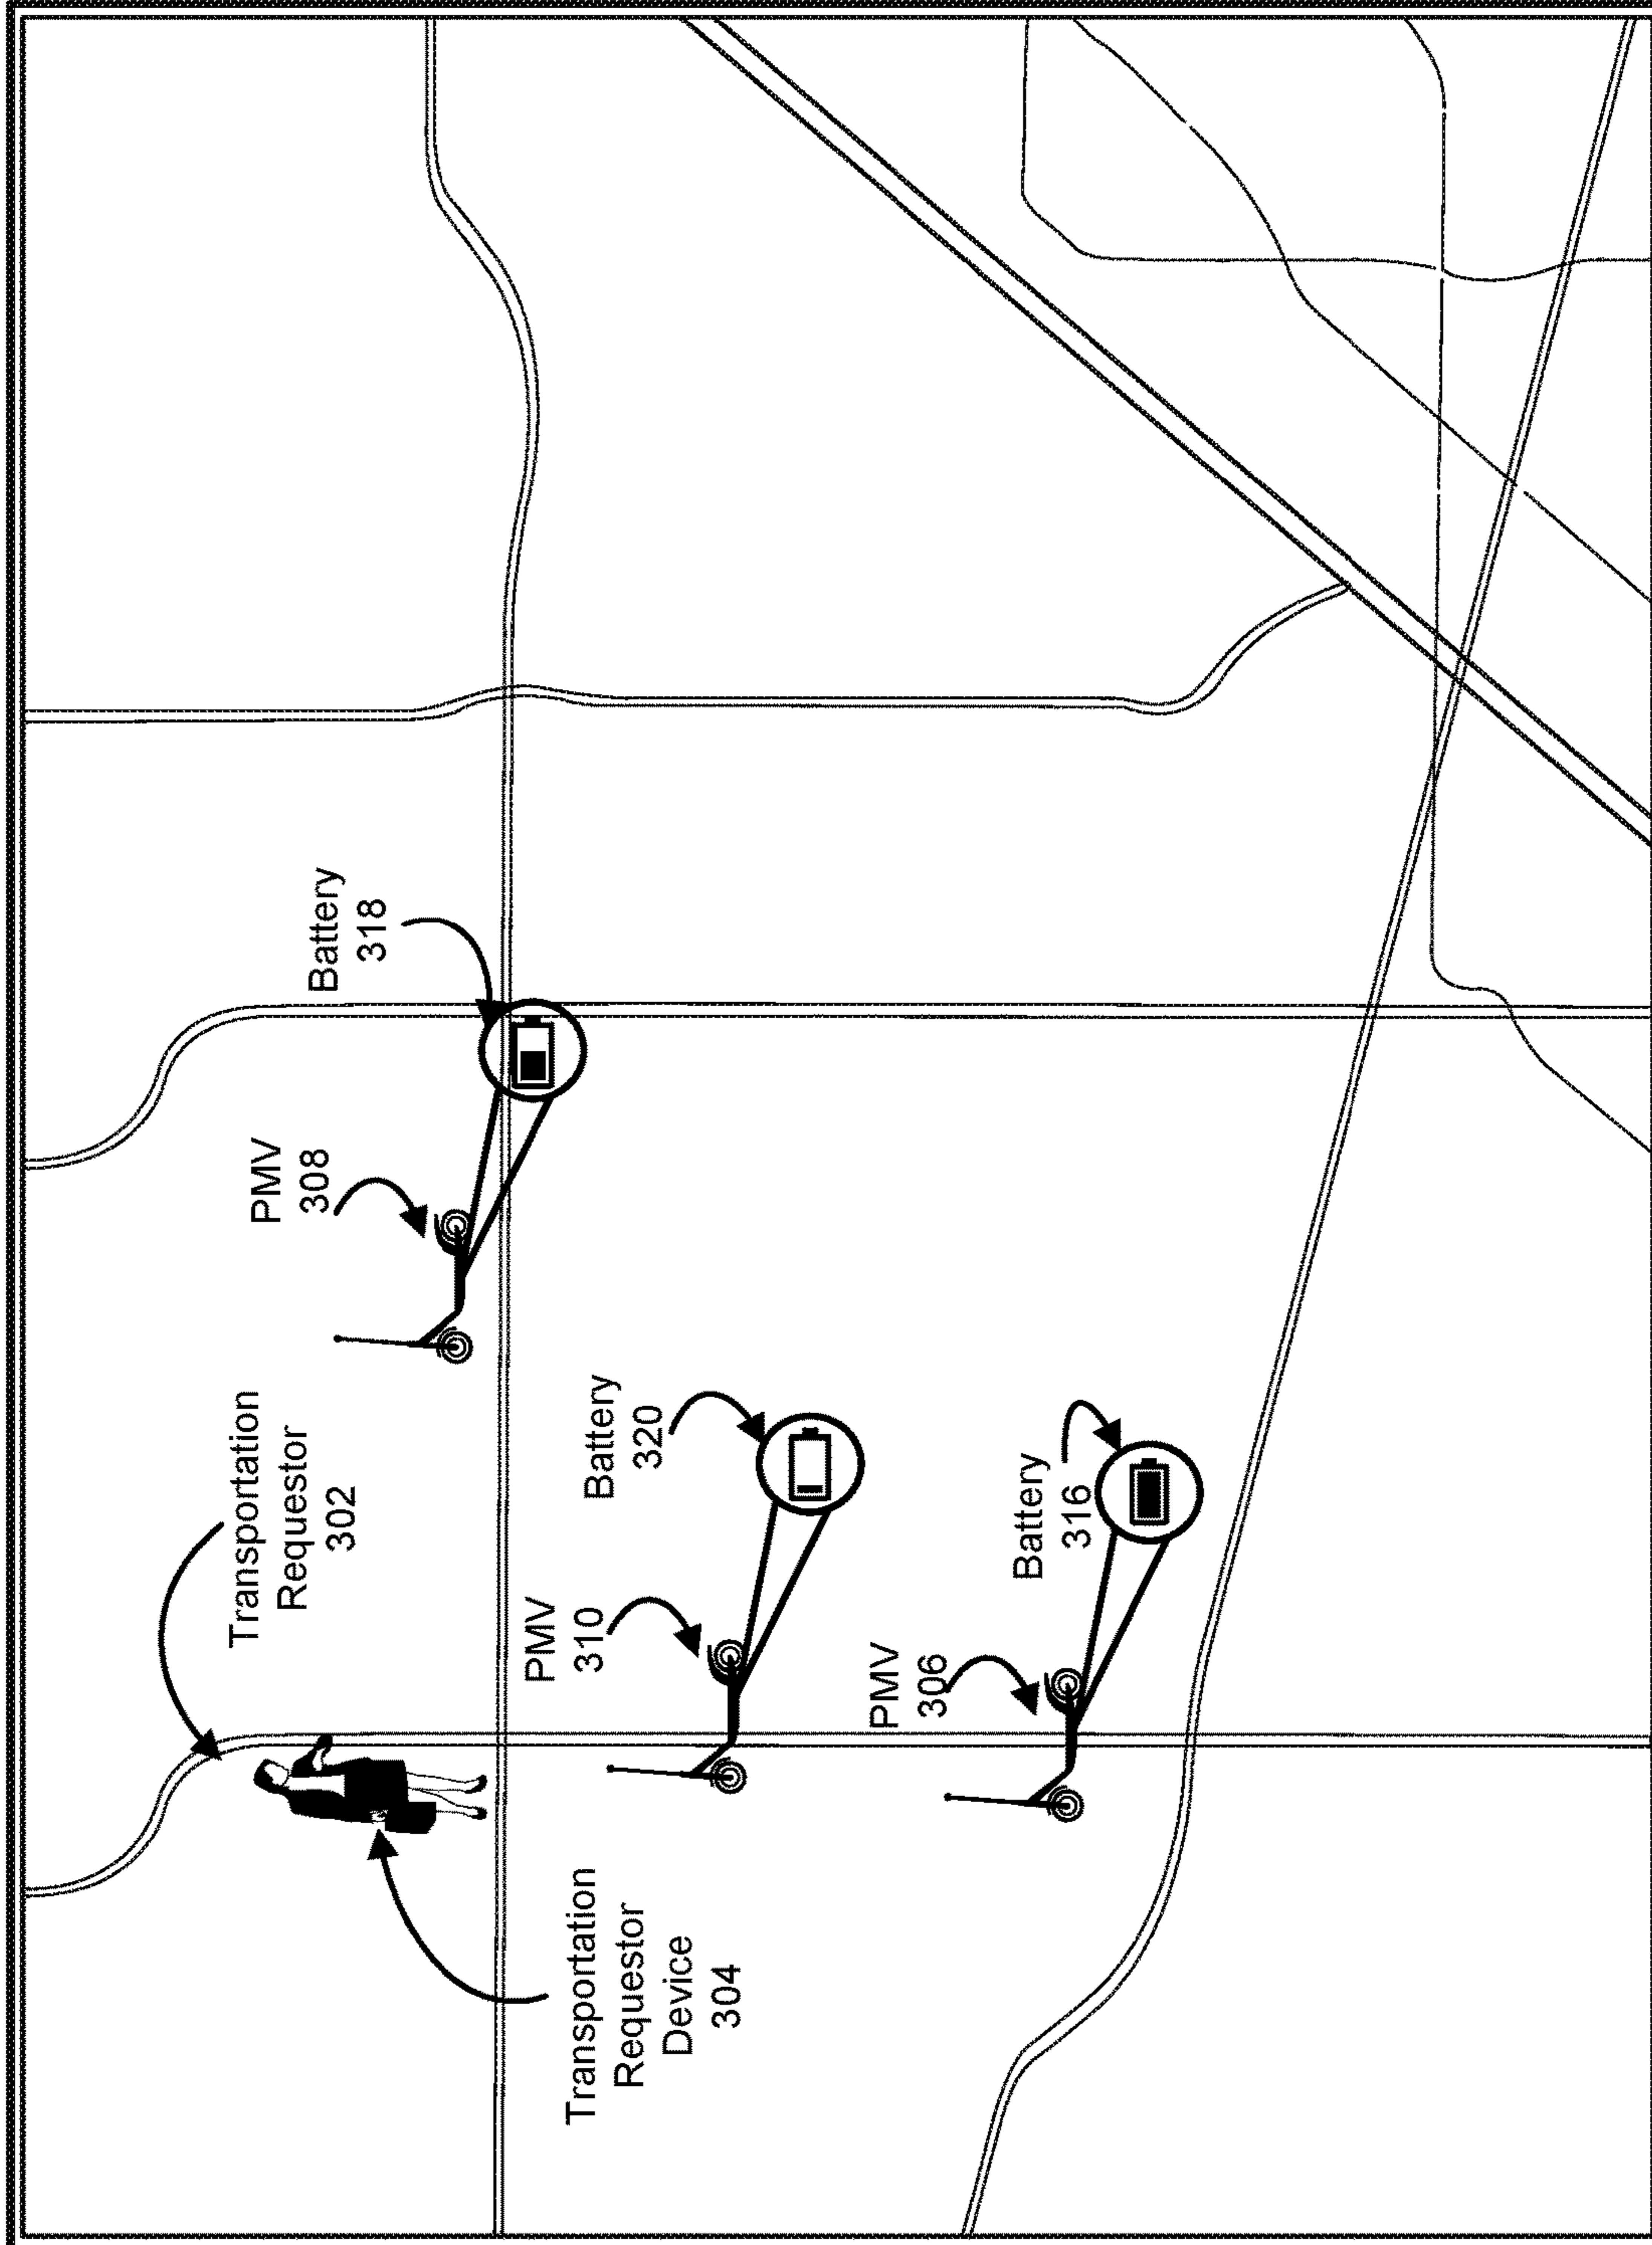 Transportation
Requestor
302
Transportation
Requestor
Device
304
PMV
308
Battery
318
PMV
310
Battery
320
PMV
306
Battery
316